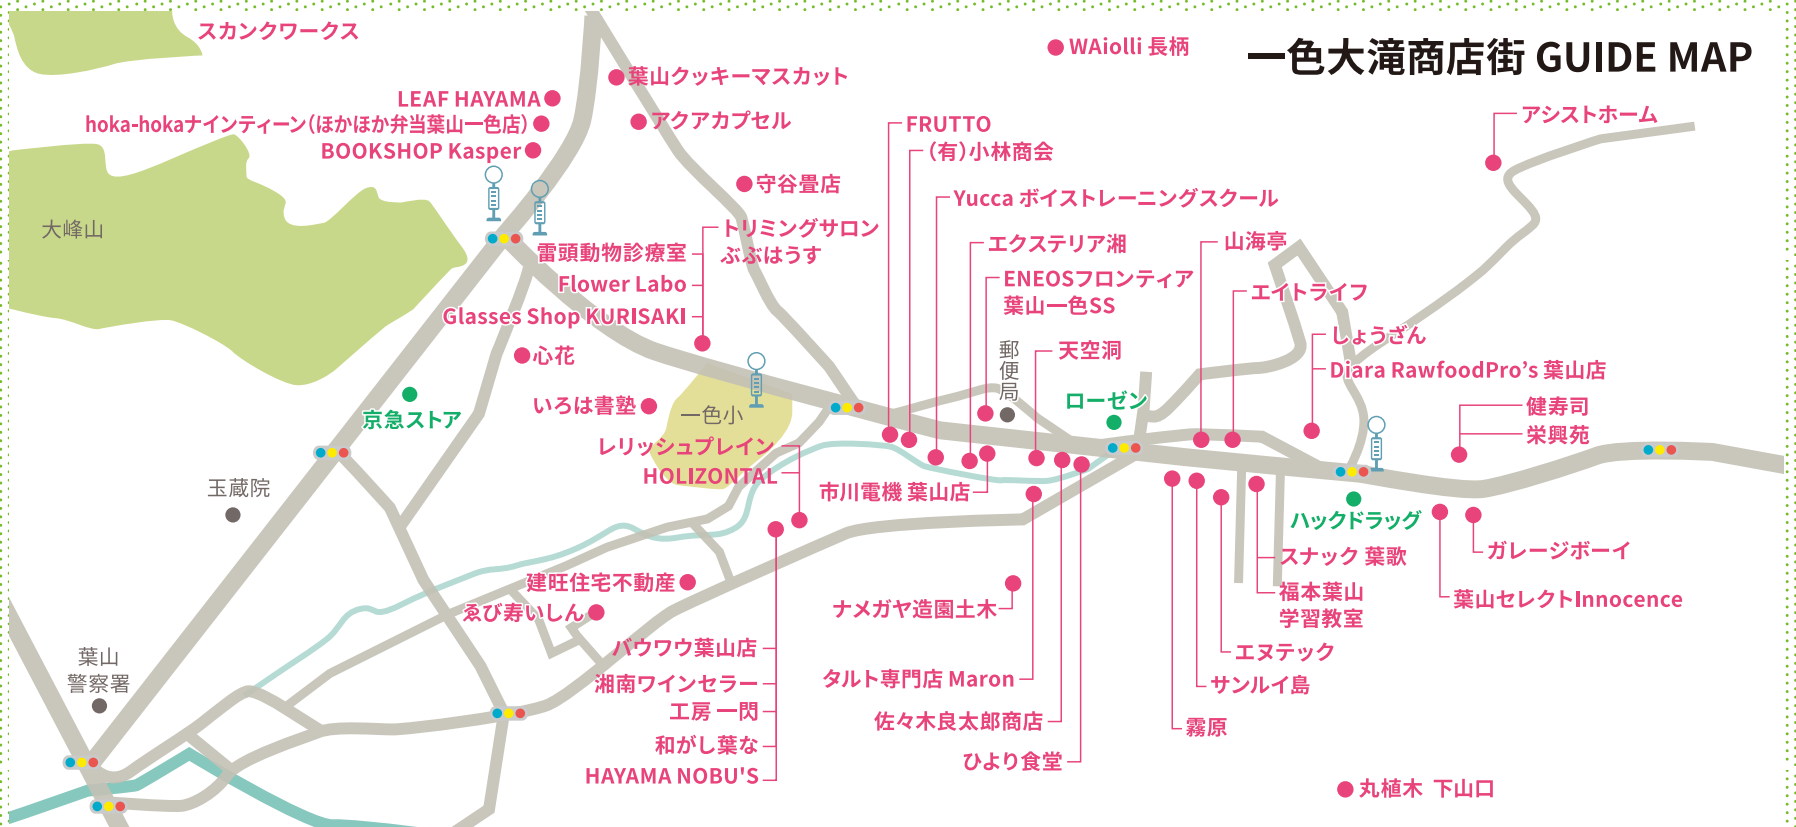 一色大滝商店街 GUIDE MAP
スカンクワークス
WAiolli 長柄
葉山クッキーマスカット
LEAF HAYAMA
hoka-hokaナインティーン(ほかほか弁当葉山一色店)
BOOKSHOP Kasper
アクアカプセル
FRUTTO
(有)小林商会
アシストホーム
守谷畳店
Yucca ボイストレーニングスクール
大峰山
トリミングサロン
ぶぶはうす
雷頭動物診療室
Flower Labo
Glasses Shop KURISAKI
エクステリア湘
山海亭
ENEOSフロンティア
葉山一色SS
エイトライフ
心花
郵便局
天空洞
しょうざん
Diara RawfoodPro's 葉山店
京急ストア
いろは書塾
一色小
ローゼン
健寿司
栄興苑
レリッシュプレイン
HOLIZONTAL
市川電機 葉山店
玉蔵院
ハックドラッグ
スナック 葉歌
ガレージボーイ
福本葉山
学習教室
葉山セレクトInnocence
建旺住宅不動産
ゑび寿いしん
ナメガヤ造園土木
エヌテック
バウワウ葉山店
葉山
警察署
湘南ワインセラー
タルト専門店 Maron
サンルイ島
工房 一閃
佐々木良太郎商店
霧原
和がし葉な
ひより食堂
HAYAMA NOBU'S
丸植木 下山口